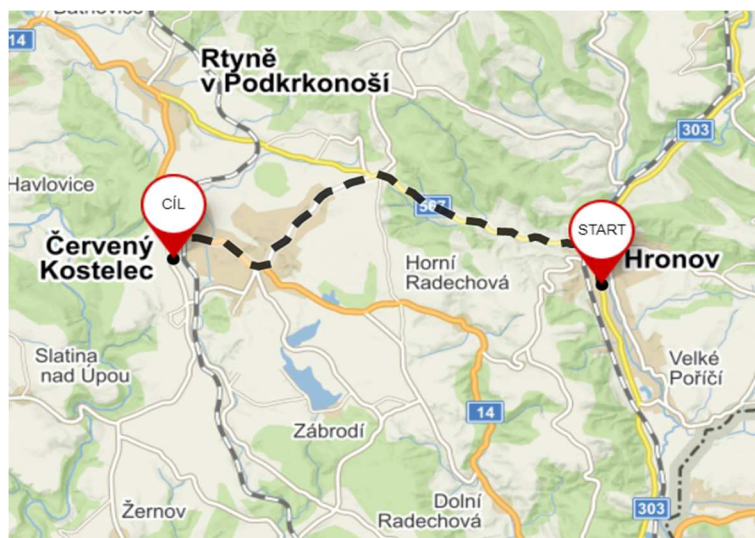 Batňovice
14
Rtyně
v Podkrkonoší
303
303
Havlovice
CÍL
567
START
Červený
Kostelec
Horní
Radechová
Hronov
Slatina
nad Úpou
Velké
Poříčí
14
Zábrodí
Žernov
Dolní
Radechová
303